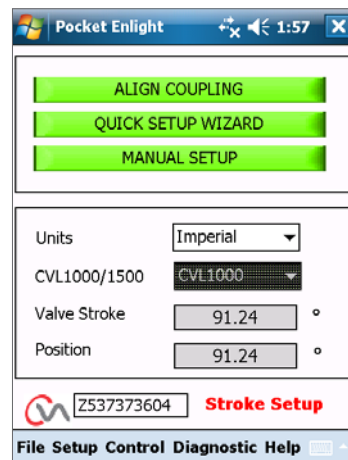 Pocket Enlight 1:57
ALIGN COUPLING
QUICK SETUP WIZARD
MANUAL SETUP
Units Imperial
CVL1000/1500 CVL1000
Valve Stroke 91.24 °
Position 91.24 °
Z537373604 Stroke Setup
File Setup Control Diagnostic Help